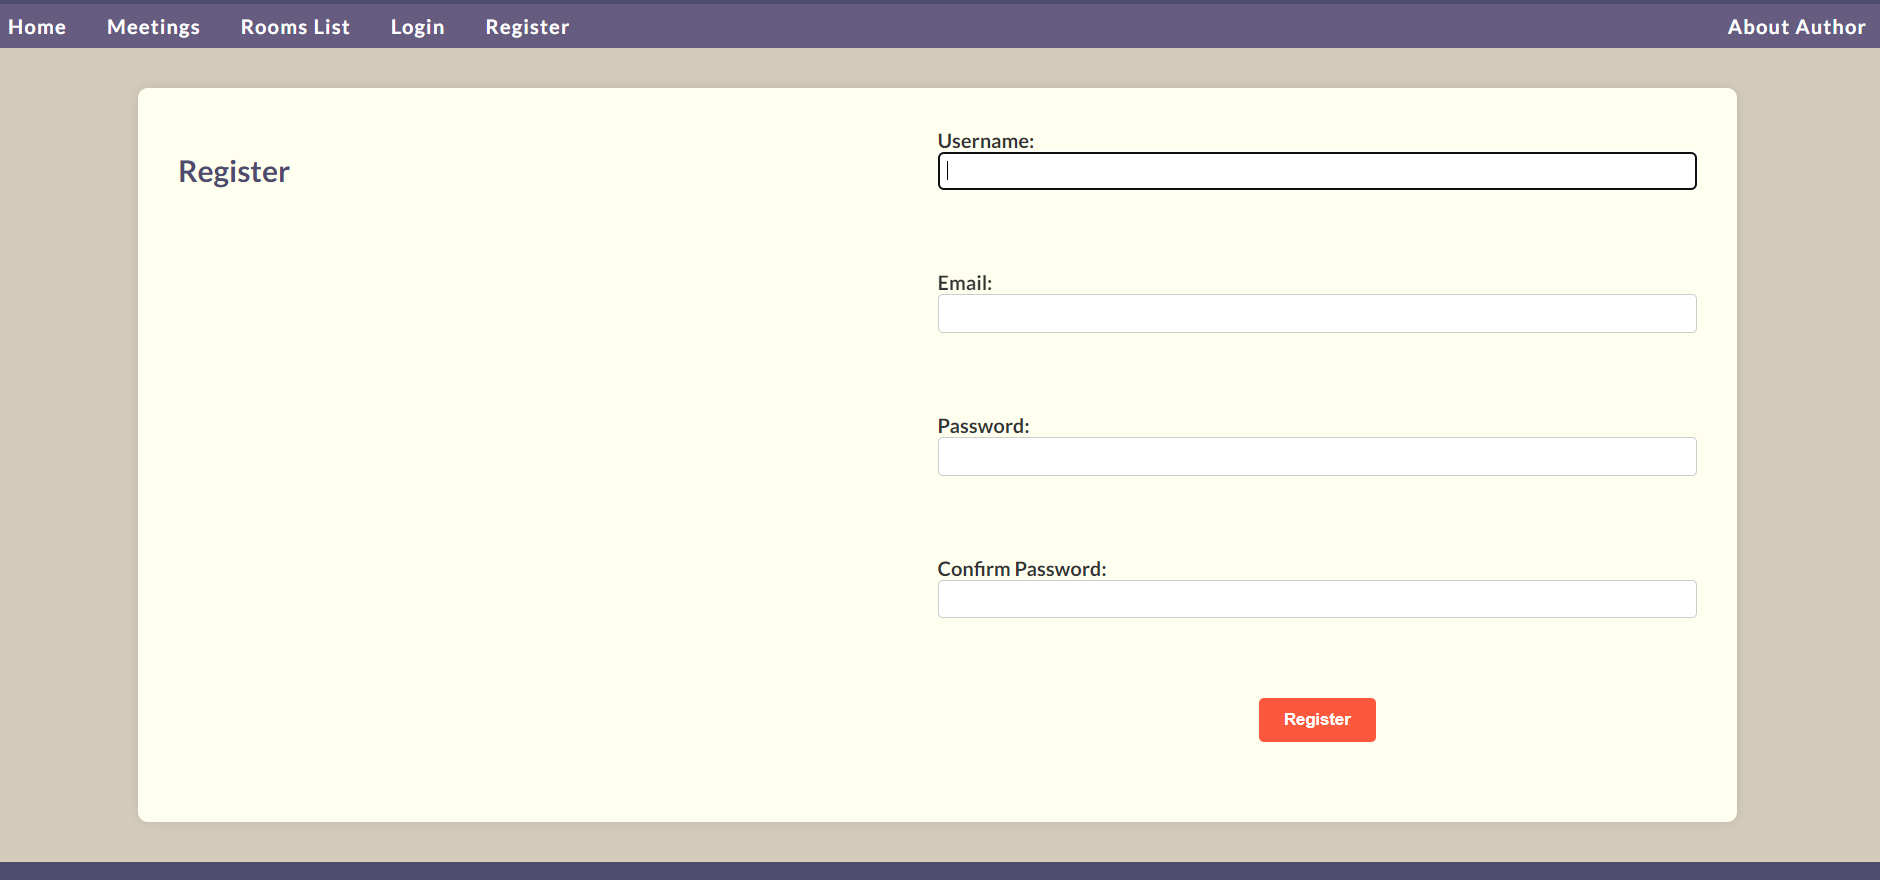 Home Meetings Rooms List Login Register About Author
Register
Username:
Email:
Password:
Confirm Password:
Register